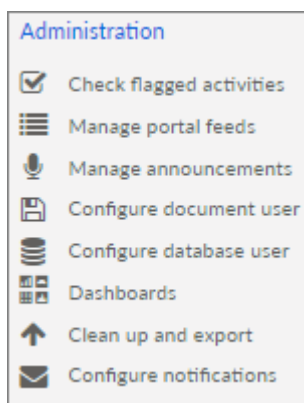 Administration
Check flagged activities
Manage portal feeds
Manage announcements
Configure document user
Configure database user
Dashboards
Clean up and export
Configure notifications